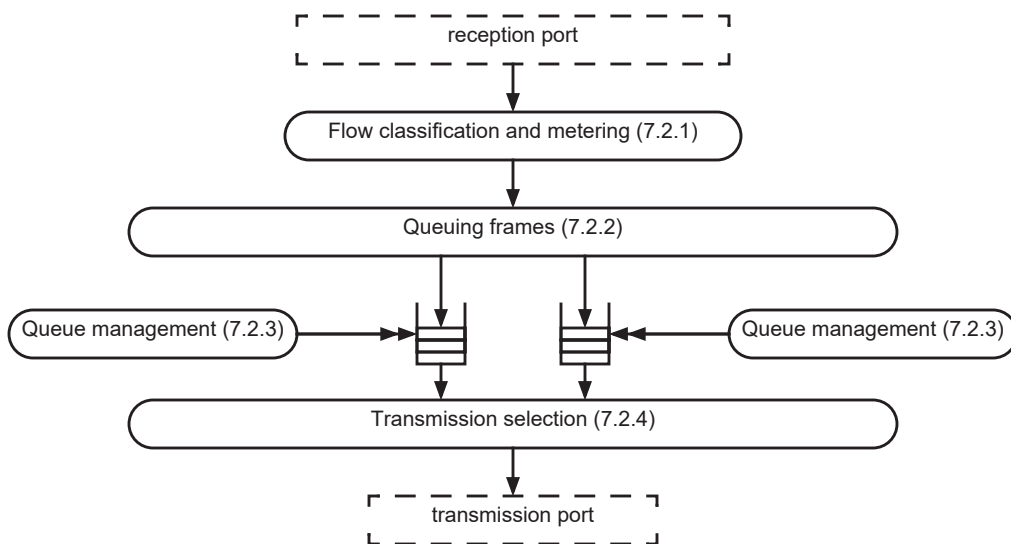 reception port
Flow classification and metering (7.2.1)
Queuing frames (7.2.2)
Queue management (7.2.3)
Queue management (7.2.3)
Transmission selection (7.2.4)
transmission port